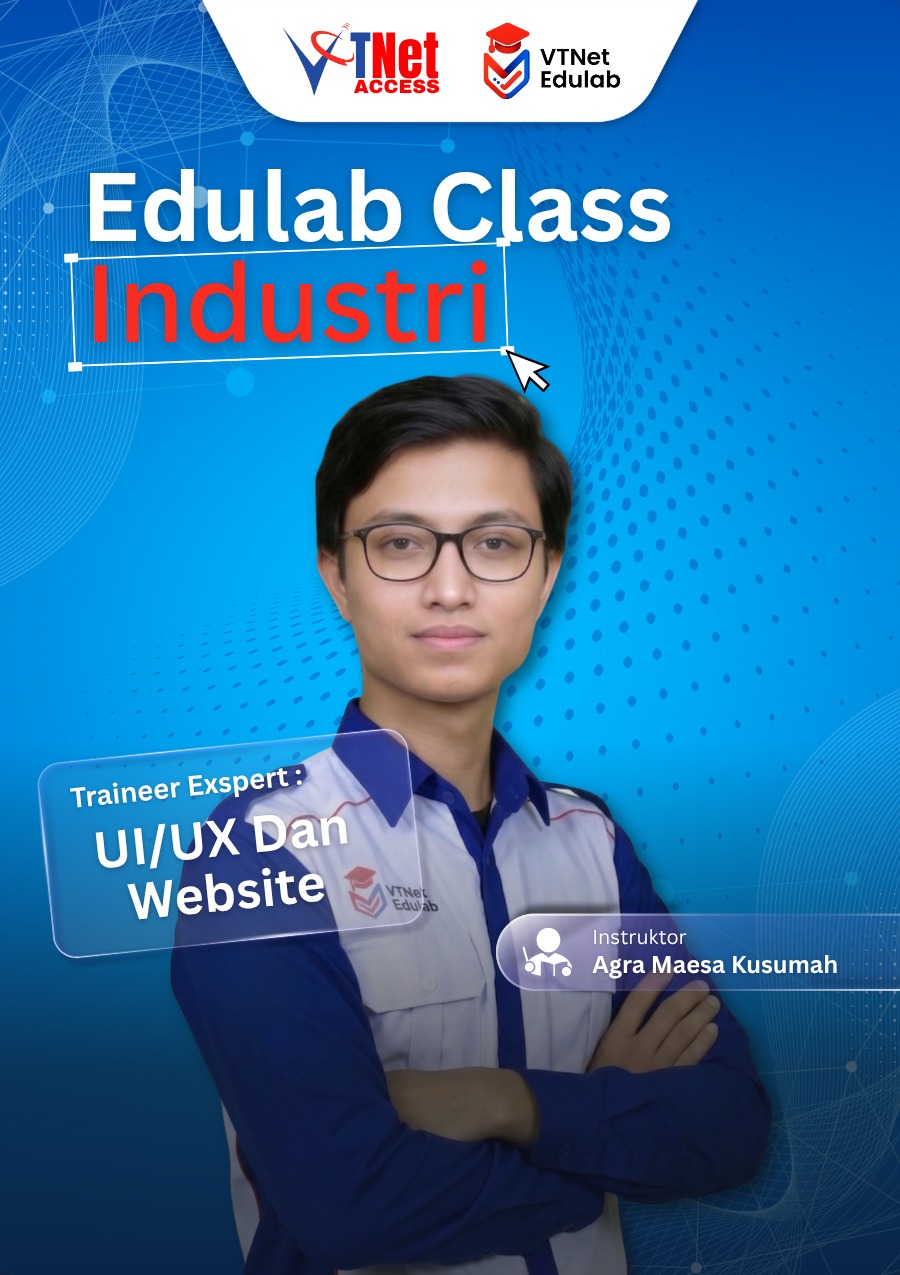 VTNet
ACCESS
VTNet
Edulab
Edulab Class
Industri
Traineer Exspert :
UI/UX Dan
Website
VTNet
Edulab
Instruktor
Agra Maesa Kusumah